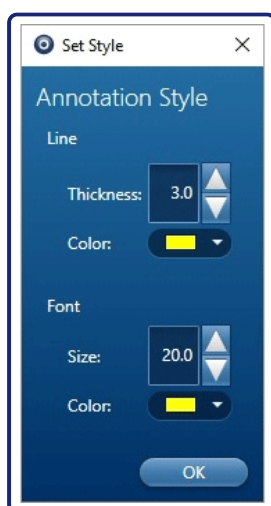 Set Style
Annotation Style
Line
Thickness: 3.0
Color:
Font
Size: 20.0
Color:
OK